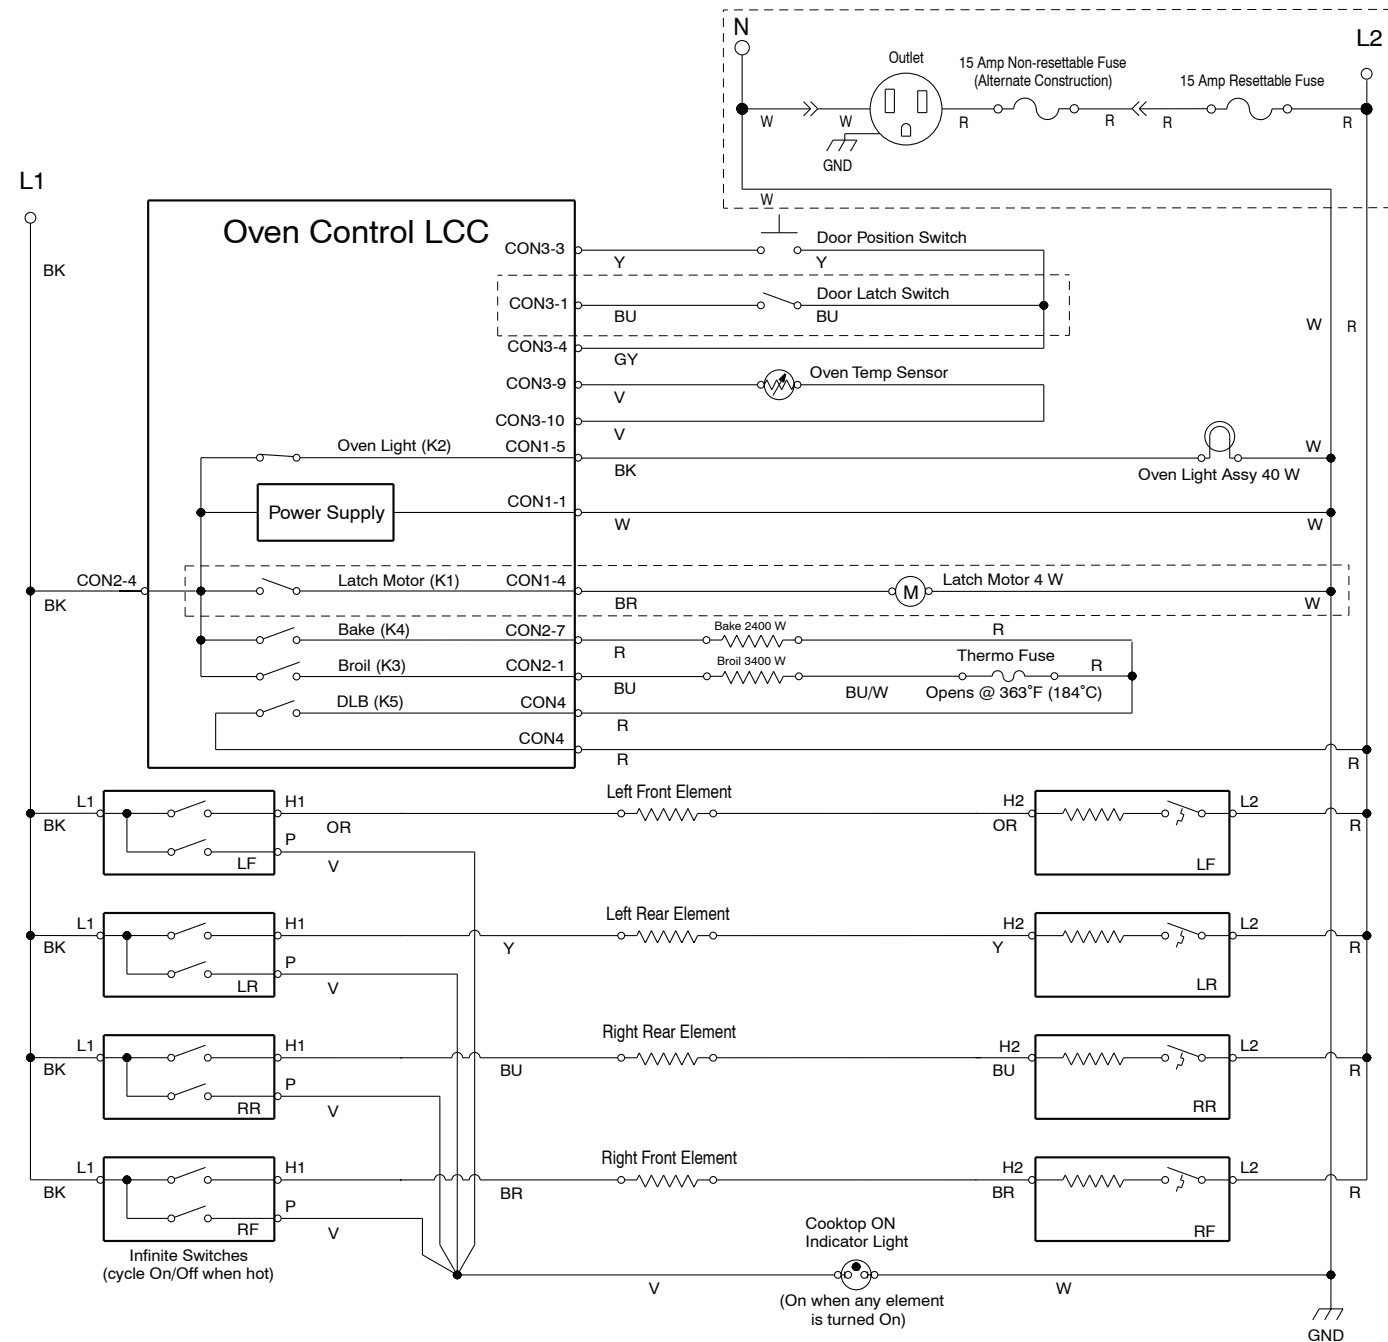 N
L2
Outlet
15 Amp Non-resettable Fuse
(Alternate Construction)
15 Amp Resettable Fuse
W
W
R
R
R
R
GND
W
L1
BK
Oven Control LCC
CON3-3
Y
Door Position Switch
Y
CON3-1
BU
Door Latch Switch
BU
W
R
CON3-4
GY
CON3-9
V
Oven Temp Sensor
CON3-10
V
Oven Light (K2)
CON1-5
BK
W
Oven Light Assy 40 W
Power Supply
CON1-1
W
W
CON2-4
BK
Latch Motor (K1)
CON1-4
BR
M
Latch Motor 4 W
W
Bake (K4)
CON2-7
R
Bake 2400 W
R
Broil (K3)
CON2-1
BU
Broil 3400 W
BU/W
Thermo Fuse
R
Opens @ 363˚F (184˚C)
DLB (K5)
CON4
R
CON4
R
R
L1
BK
H1
OR
P
V
LF
Left Front Element
H2
OR
L2
R
LF
L1
BK
H1
Y
P
V
LR
Left Rear Element
H2
Y
L2
R
LR
L1
BK
H1
BU
P
V
RR
Right Rear Element
H2
BU
L2
R
RR
L1
BK
H1
BR
P
V
RF
Right Front Element
H2
BR
L2
R
RF
Infinite Switches
(cycle On/Off when hot)
Cooktop ON
Indicator Light
V
W
(On when any element
is turned On)
GND